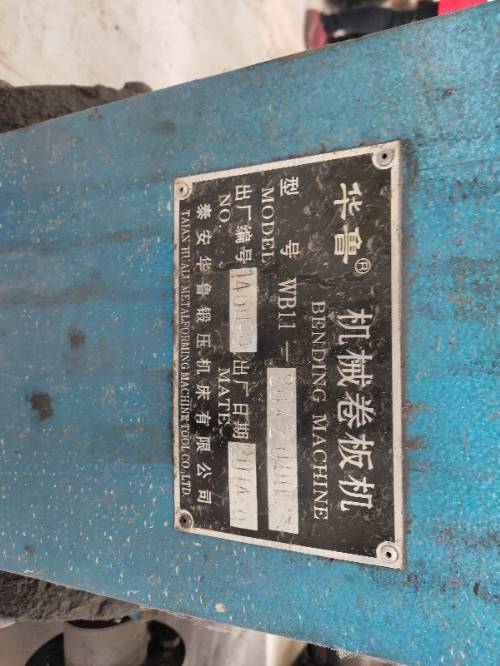 华鲁® 机械卷板机
BENDING MACHINE
型号 WB11-
MODEL
出厂编号 出厂日期
NO. MATE
泰安华鲁锻压机床有限公司
TAIAN HUALU METALFORMING MACHINE TOOL CO.,LTD.